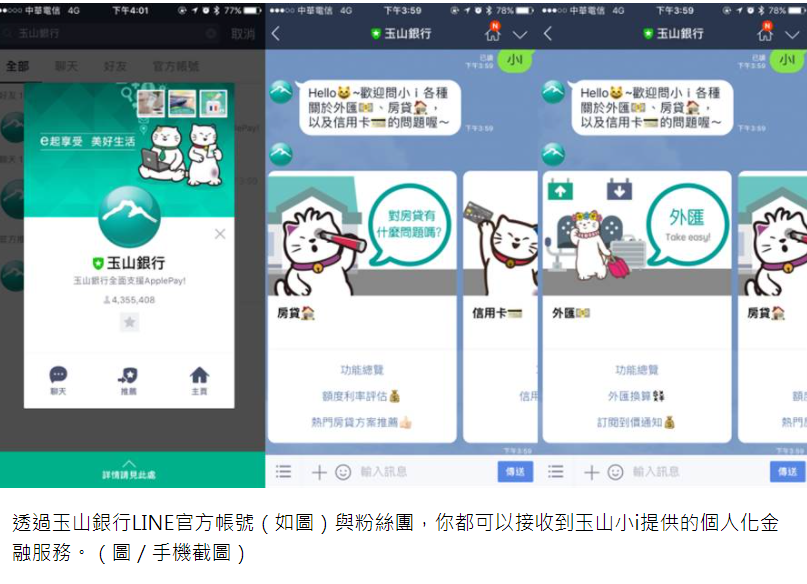 中華電信 4G 下午4:01 77%
玉山銀行 取消
全部 聊天 好友 官方帳號
e起享受 美好生活
玉山銀行
玉山銀行全面支援ApplePay!
4,355,408
聊天 推薦 主頁
詳情請見此處
中華電信 4G 下午3:59 78%
玉山銀行
N
已讀
下午3:59
小i
Hello😺~歡迎問小 i 各種
關於外匯💴、房貸🏠，
以及信用卡💳的問題喔～
下午3:59
對房貸有
什麼問題嗎?
房貸🏠
信用卡💳
功能總覽
額度利率評估💰
信用
熱門房貸方案推薦👍🏻
下午3:59
輸入訊息
傳送
中華電信 4G 下午3:59 78%
玉山銀行
N
已讀
下午3:59
小i
Hello😺~歡迎問小 i 各種
關於外匯💴、房貸🏠，
以及信用卡💳的問題喔～
下午3:59
外匯
Take easy!
外匯💴
房貸🏠
功能總覽
外匯換算💱
額度
訂閱到價通知💰
熱門
下午3:59
輸入訊息
傳送
透過玉山銀行LINE官方帳號（如圖）與粉絲團，你都可以接收到玉山小i提供的個人化金
融服務。（圖／手機截圖）